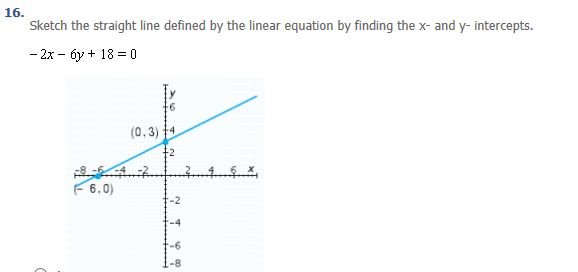 16.
Sketch the straight line defined by the linear equation by finding the x- and y- intercepts.
– 2x – 6y + 18 = 0
y
6
(0,3) 4
2
-8 -6 -4 -2 2 4 6 x
(- 6,0)
-2
-4
-6
-8